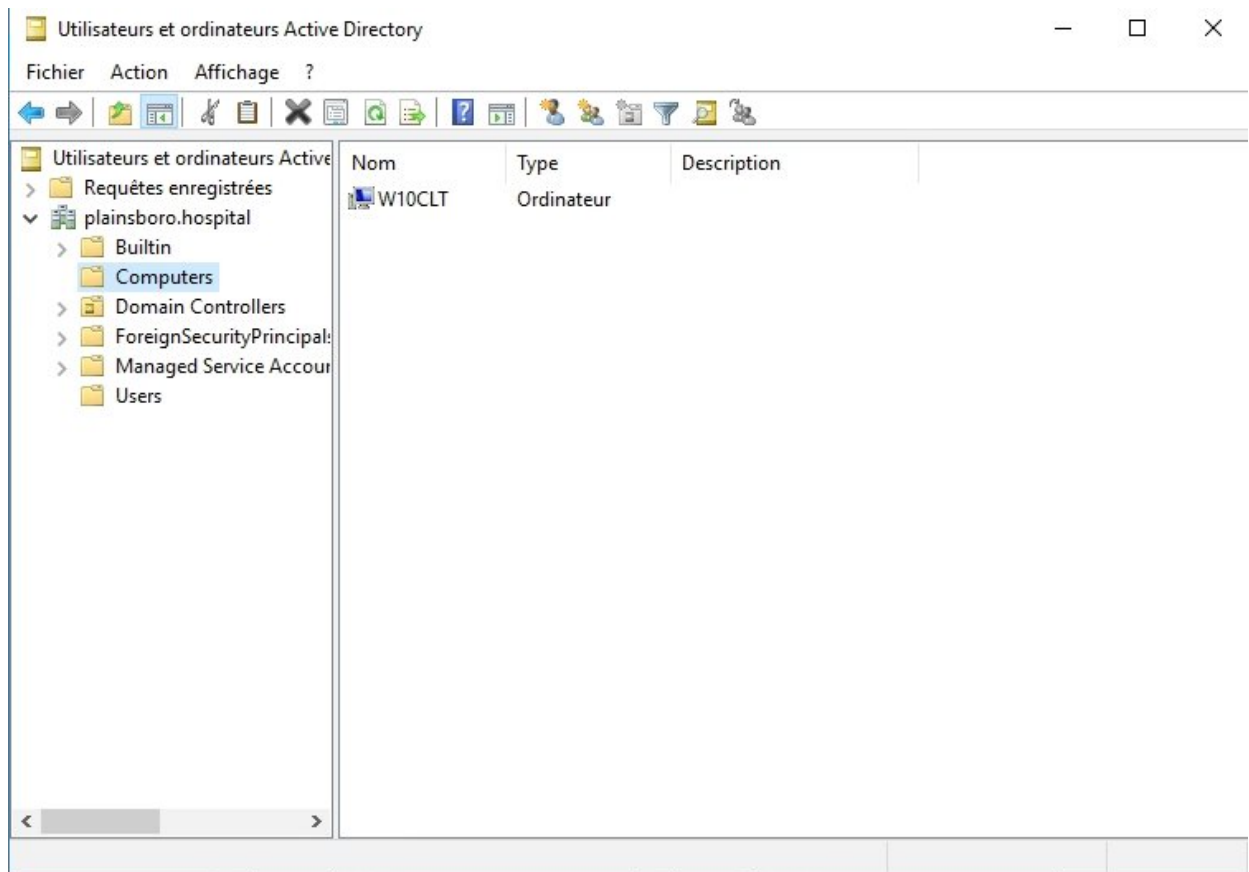 Utilisateurs et ordinateurs Active Directory
Fichier Action Affichage ?
Utilisateurs et ordinateurs Active
Requêtes enregistrées
plainsboro.hospital
Builtin
Computers
Domain Controllers
ForeignSecurityPrincipals
Managed Service Accour
Users
Nom Type Description
W10CLT Ordinateur